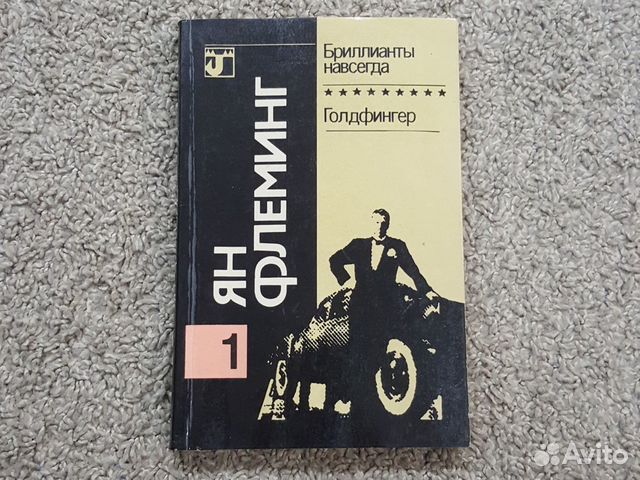 Бриллианты
навсегда
Голдфингер
ЯН
ФЛЕМИНГ
1
Avito